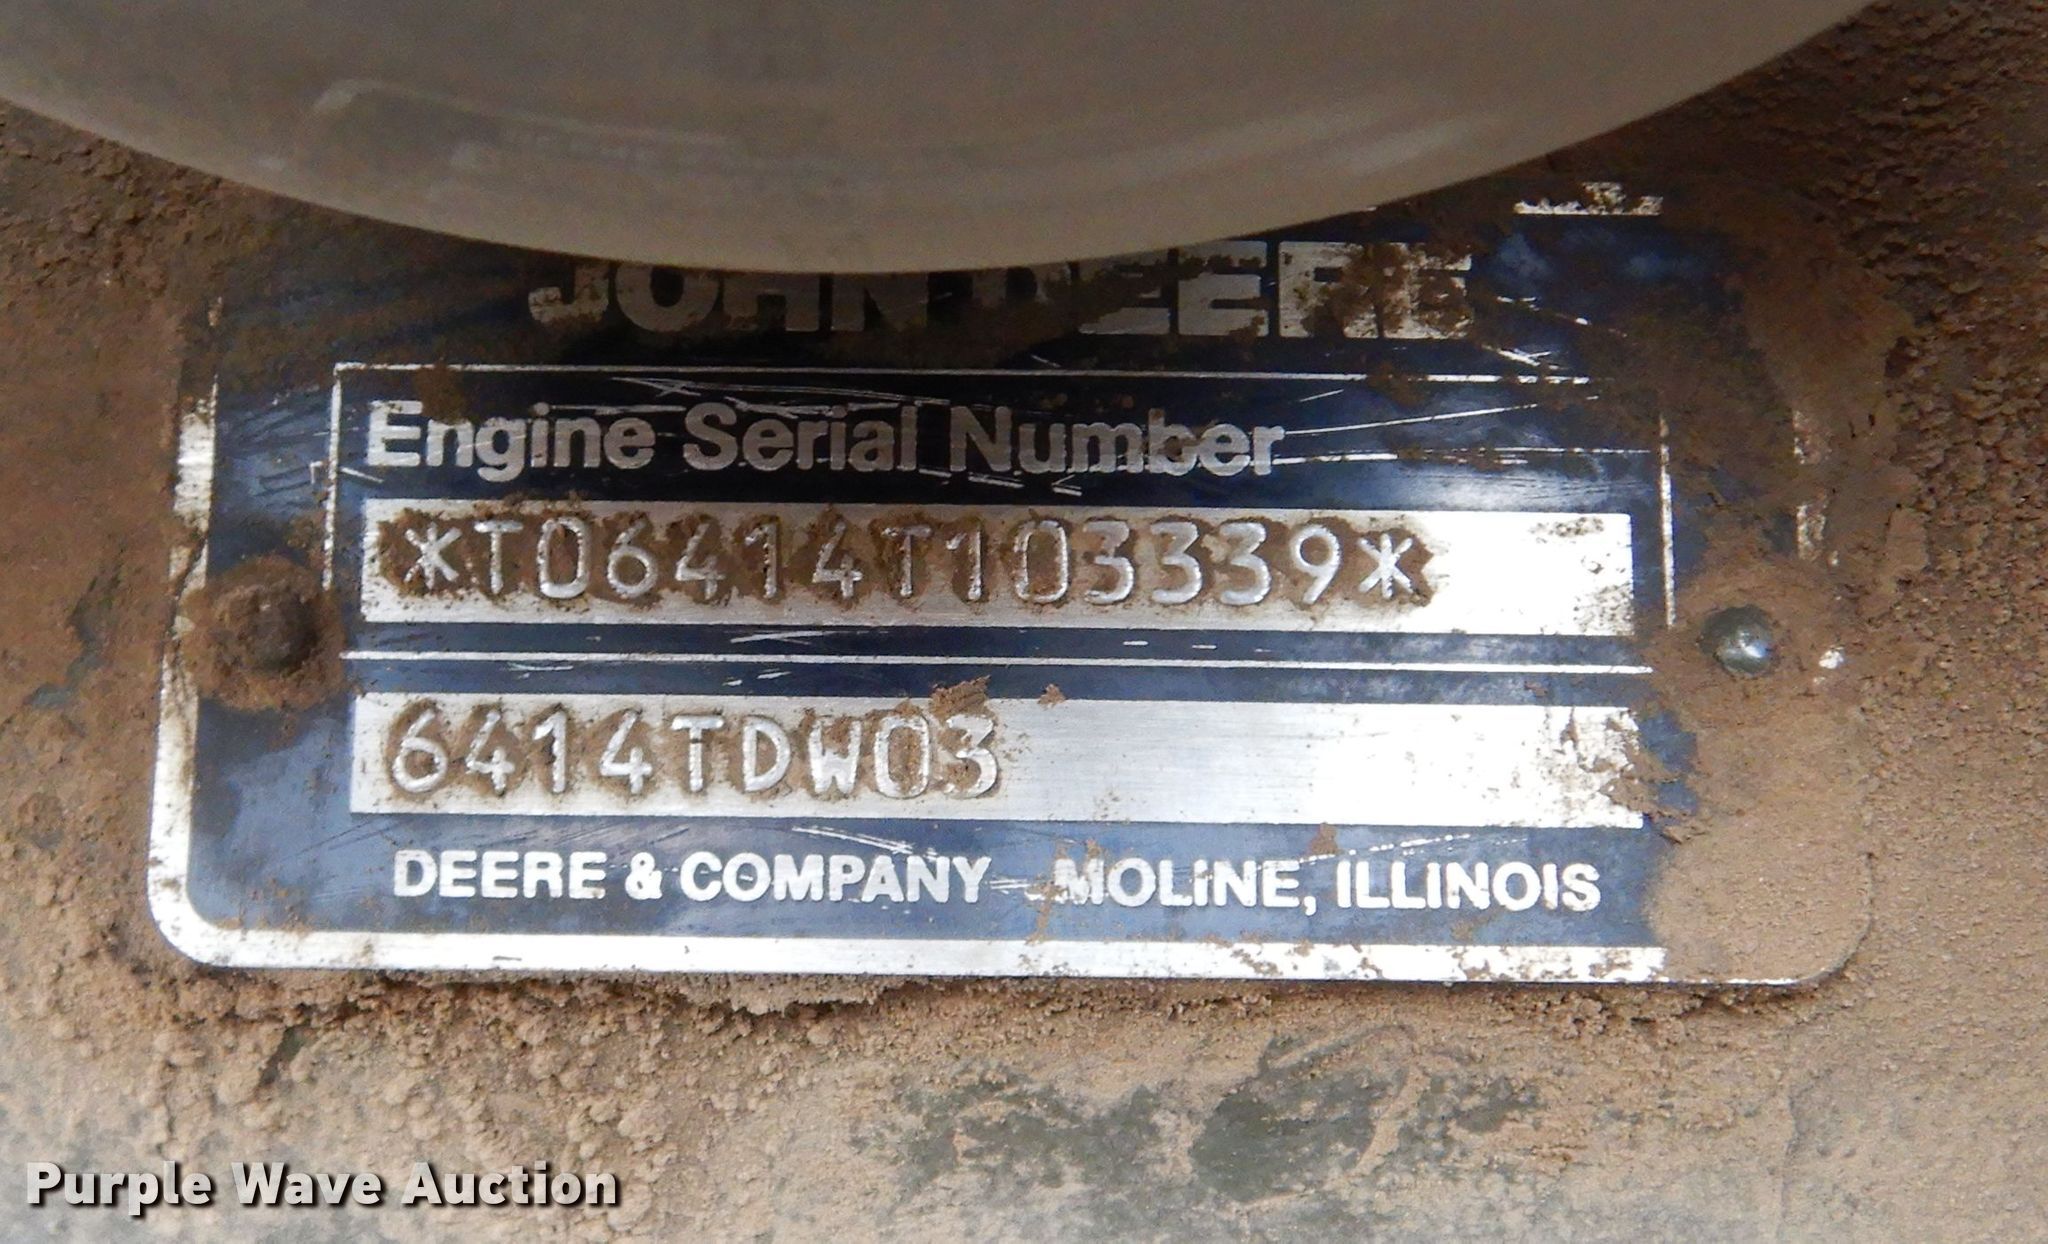 JOHN DEERE
Engine Serial Number
*T06414T103339*
6414TDW03
DEERE & COMPANY MOLINE, ILLINOIS
Purple Wave Auction